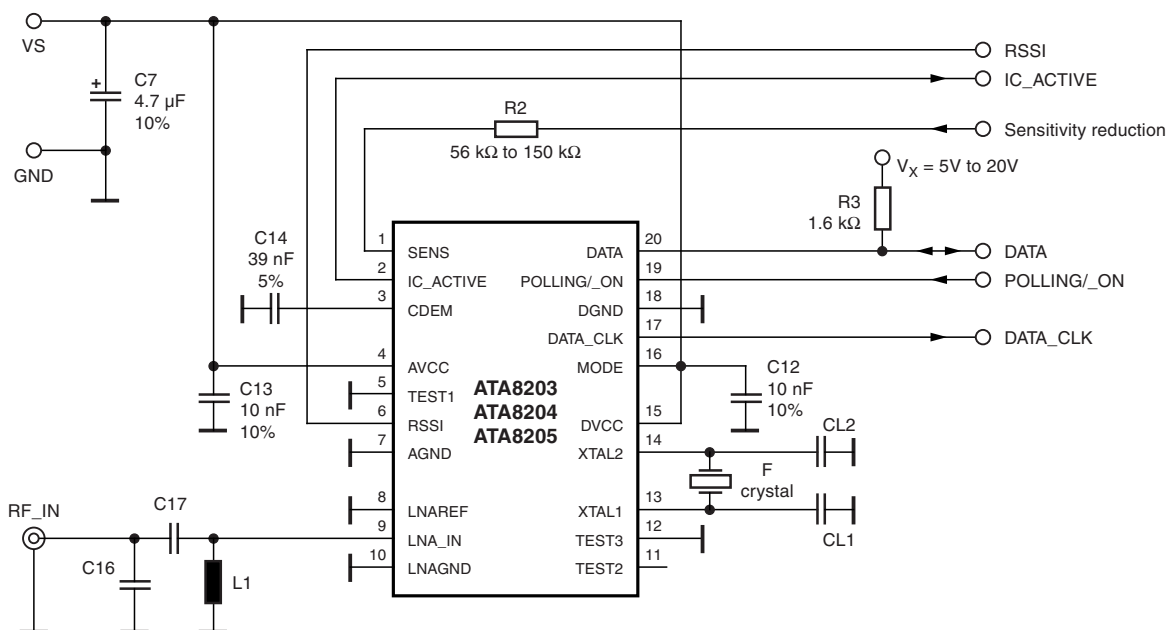 VS
C7
4.7 µF
10%
GND
RSSI
IC_ACTIVE
R2
56 kΩ to 150 kΩ
Sensitivity reduction
V_X = 5V to 20V
R3
1.6 kΩ
C14
39 nF
5%
1
SENS
2
IC_ACTIVE
3
CDEM
4
AVCC
5
TEST1
6
RSSI
7
AGND
8
LNAREF
9
LNA_IN
10
LNAGND
ATA8203
ATA8204
ATA8205
DATA
20
POLLING/_ON
19
DGND
18
DATA_CLK
17
MODE
16
DVCC
15
XTAL2
14
XTAL1
13
TEST3
12
TEST2
11
DATA
POLLING/_ON
DATA_CLK
C13
10 nF
10%
C12
10 nF
10%
CL2
F
crystal
CL1
RF_IN
C17
C16
L1